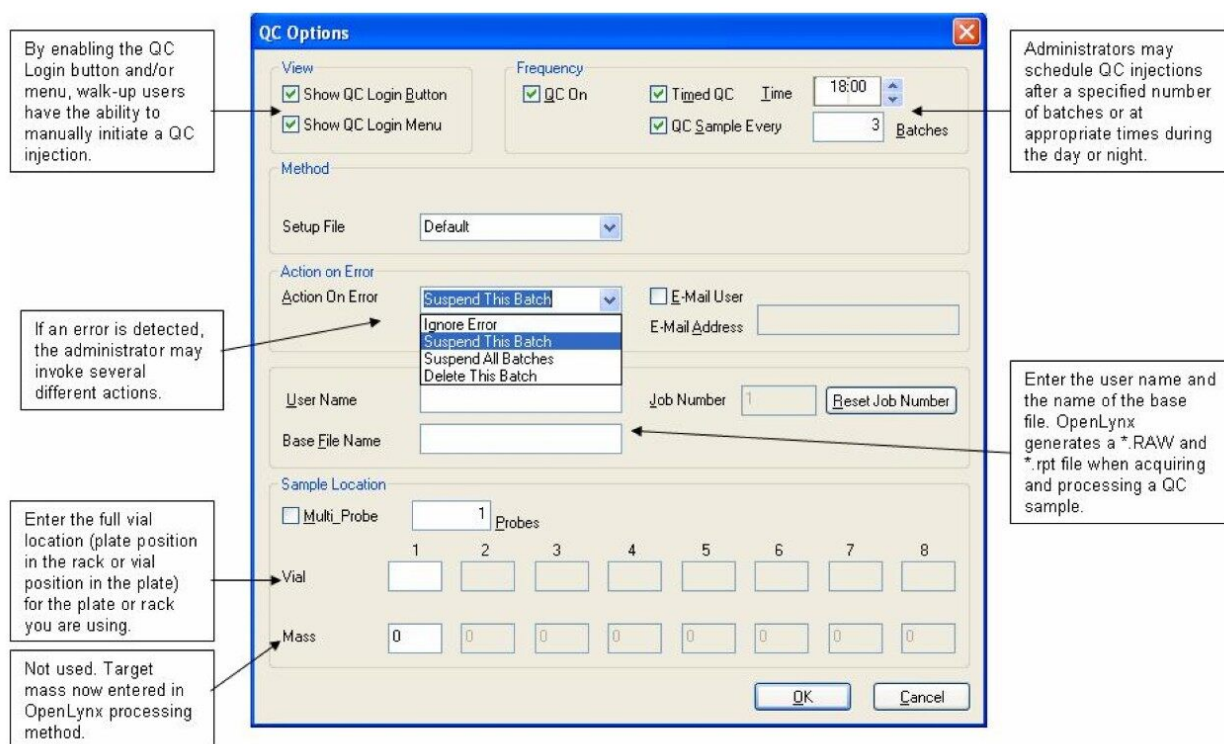 QC Options
By enabling the QC
Login button and/or
menu, walk-up users
have the ability to
manually initiate a QC
injection.
View
Show QC Login Button
Show QC Login Menu
Frequency
QC On
Timed QC Time 18:00
QC Sample Every 3 Batches
Administrators may
schedule QC injections
after a specified number
of batches or at
appropriate times during
the day or night.
Method
Setup File Default
Action on Error
Action On Error Suspend This Batch
Ignore Error
Suspend This Batch
Suspend All Batches
Delete This Batch
E-Mail User
E-Mail Address
If an error is detected,
the administrator may
invoke several
different actions.
User Name
Job Number 1 Reset Job Number
Base File Name
Enter the user name and
the name of the base
file. OpenLynx
generates a *.RAW and
*.rpt file when acquiring
and processing a QC
sample.
Sample Location
Multi_Probe 1 Probes
1 2 3 4 5 6 7 8
Vial
Enter the full vial
location (plate position
in the rack or vial
position in the plate)
for the plate or rack
you are using.
Mass 0 0 0 0 0 0 0 0
Not used. Target
mass now entered in
OpenLynx processing
method.
OK Cancel